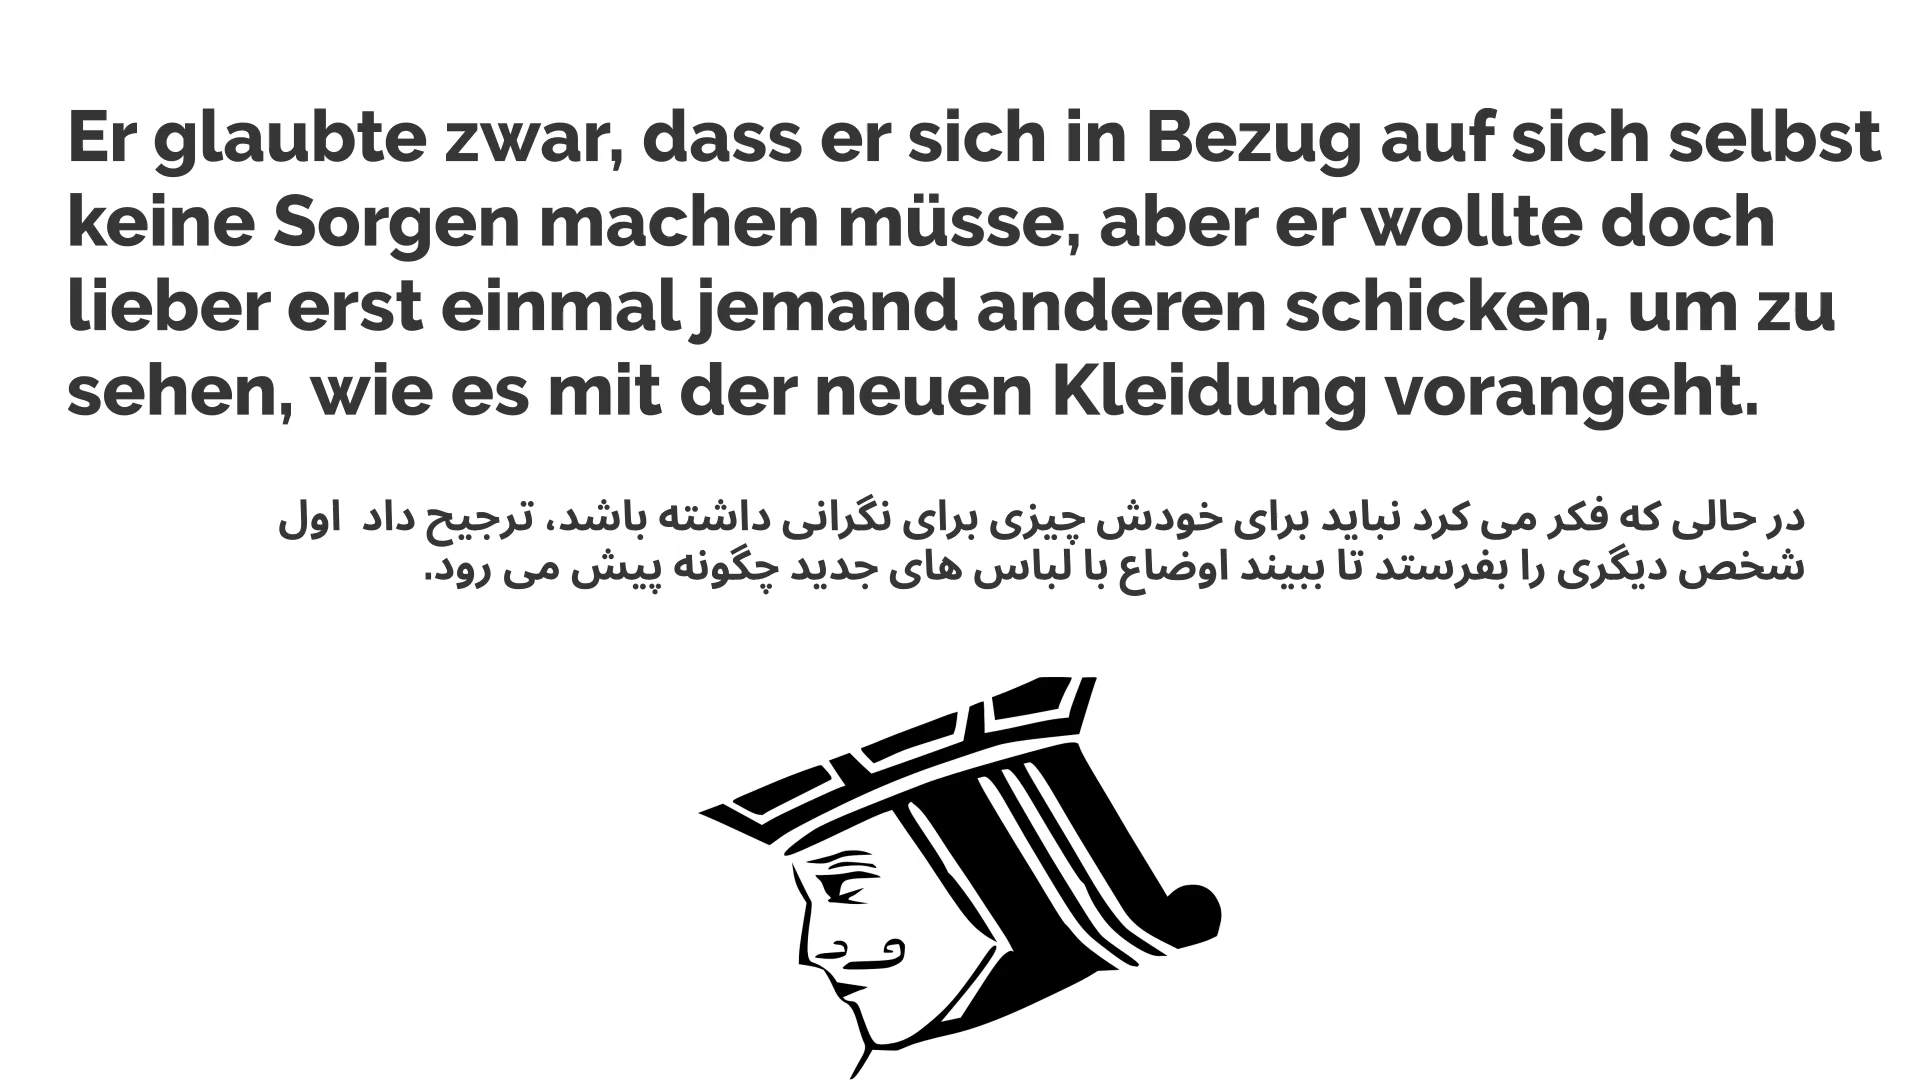 Er glaubte zwar, dass er sich in Bezug auf sich selbst
keine Sorgen machen müsse, aber er wollte doch
lieber erst einmal jemand anderen schicken, um zu
sehen, wie es mit der neuen Kleidung vorangeht.
در حالی که فکر می کرد نباید برای خودش چیزی برای نگرانی داشته باشد، ترجیح داد  اول
شخص دیگری را بفرستد تا ببیند اوضاع با لباس های جدید چگونه پیش می رود.